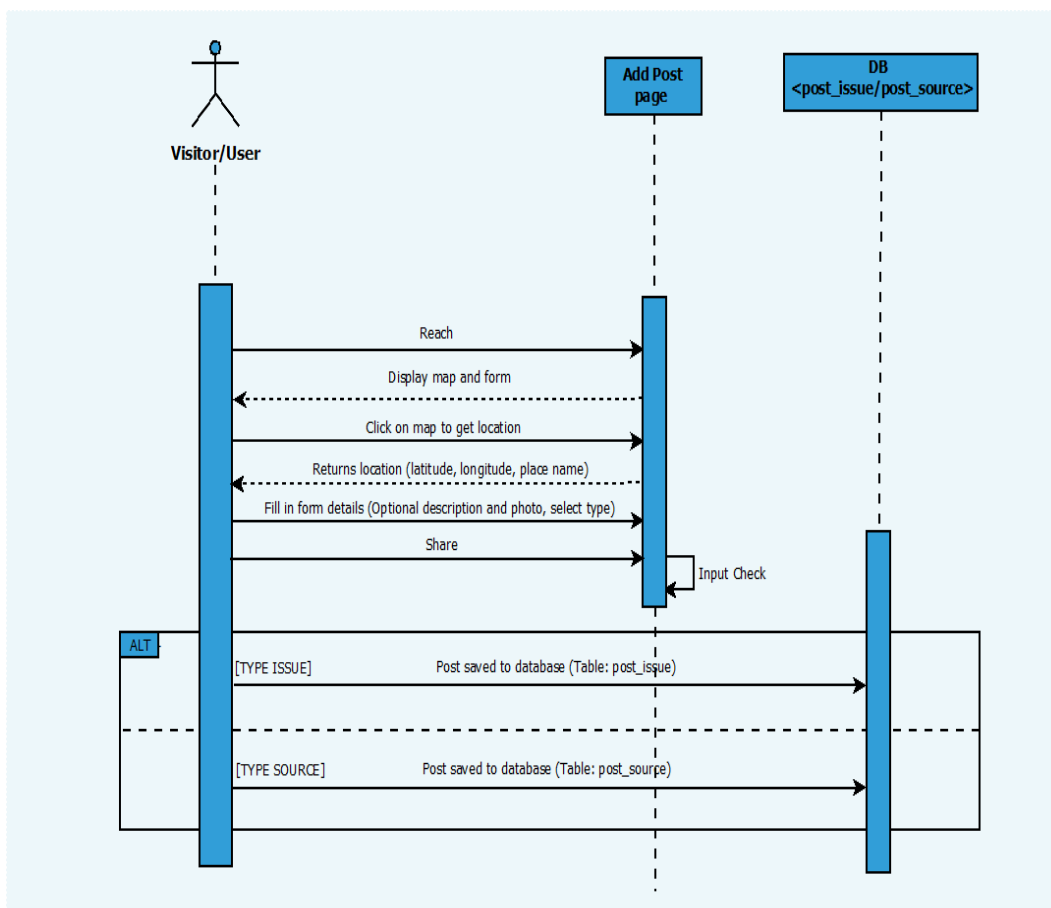 Add Post
page
DB
<post_issue/post_source>
Visitor/User
Reach
Display map and form
Click on map to get location
Returns location (latitude, longitude, place name)
Fill in form details (Optional description and photo, select type)
Share
Input Check
ALT
[TYPE ISSUE]
Post saved to database (Table: post_issue)
[TYPE SOURCE]
Post saved to database (Table: post_source)